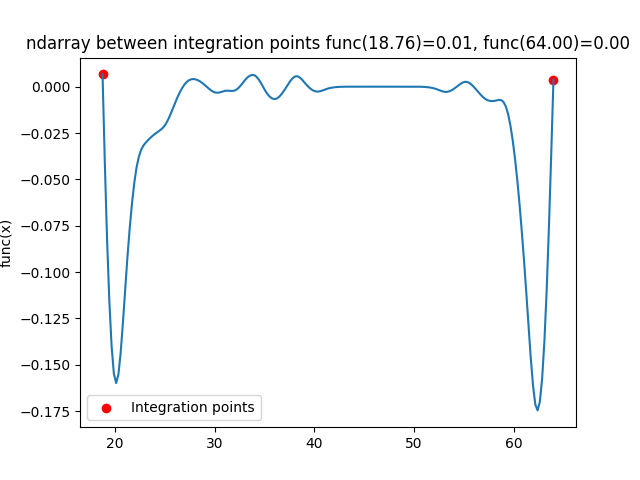 ndarray between integration points func(18.76)=0.01, func(64.00)=0.00
func(x)
0.000
−0.025
−0.050
−0.075
−0.100
−0.125
−0.150
−0.175
Integration points
20 30 40 50 60